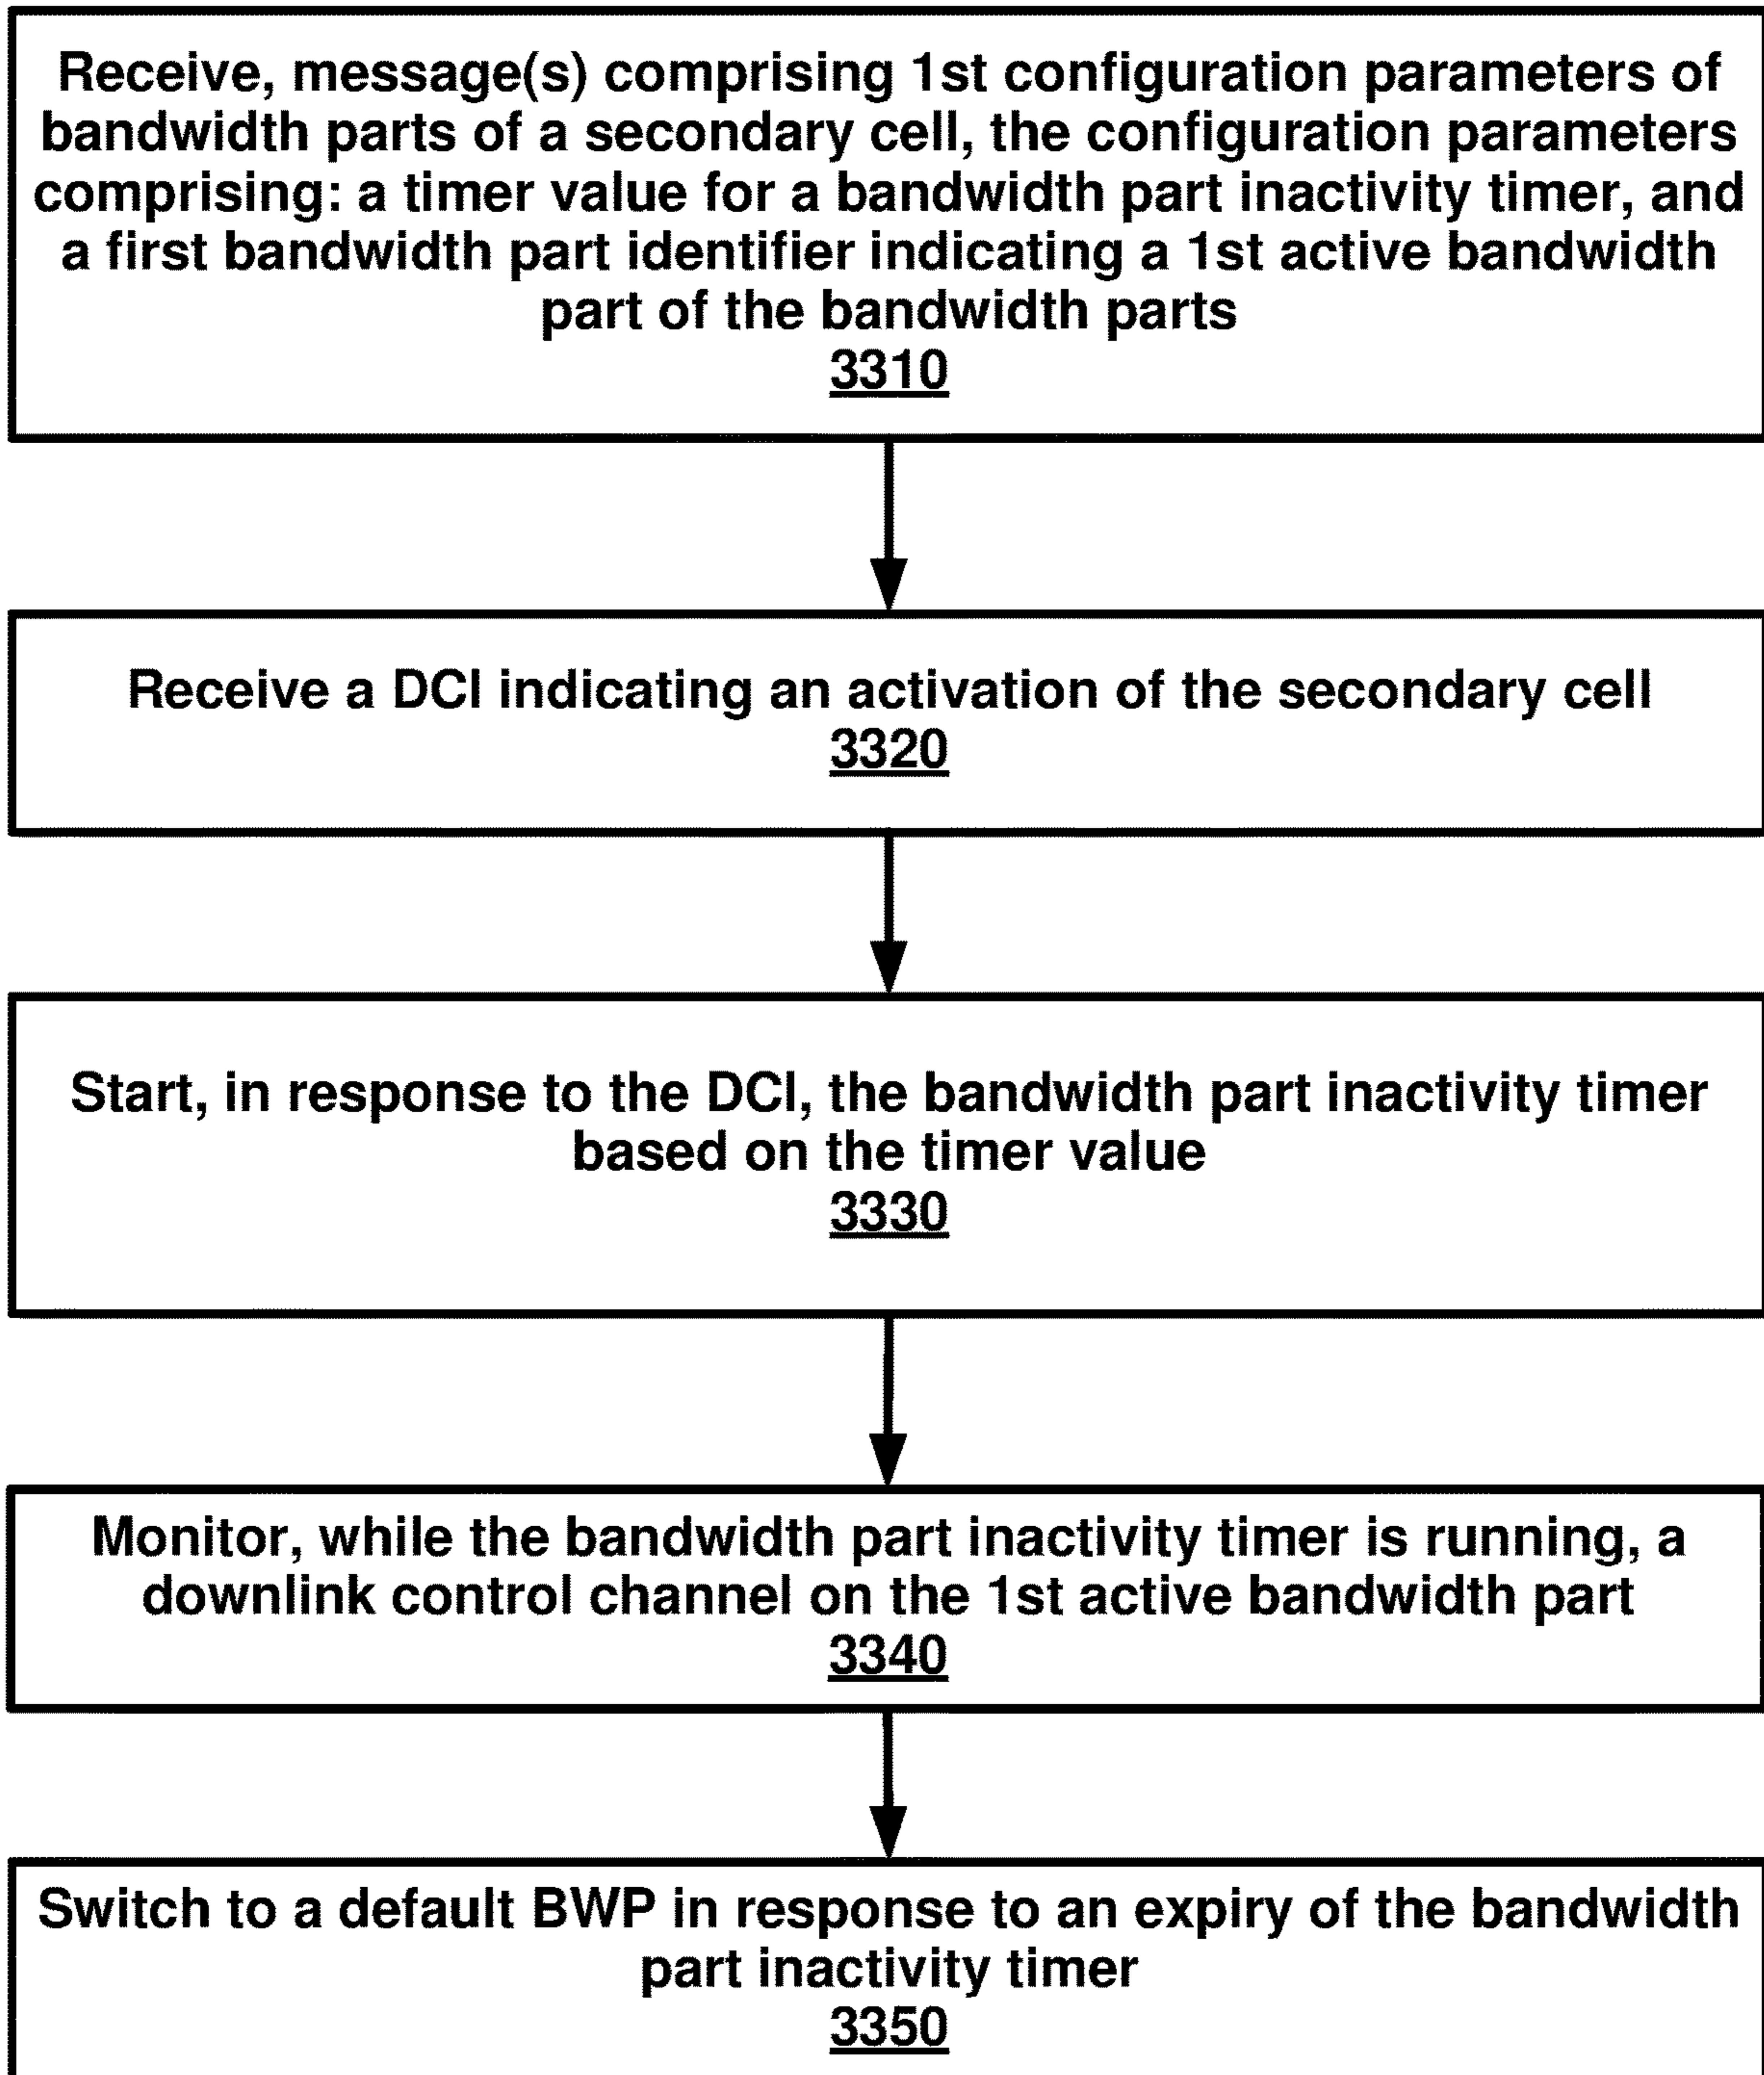 Receive, message(s) comprising 1st configuration parameters of
bandwidth parts of a secondary cell, the configuration parameters
comprising: a timer value for a bandwidth part inactivity timer, and
a first bandwidth part identifier indicating a 1st active bandwidth
part of the bandwidth parts
3310
Receive a DCI indicating an activation of the secondary cell
3320
Start, in response to the DCI, the bandwidth part inactivity timer
based on the timer value
3330
Monitor, while the bandwidth part inactivity timer is running, a
downlink control channel on the 1st active bandwidth part
3340
Switch to a default BWP in response to an expiry of the bandwidth
part inactivity timer
3350